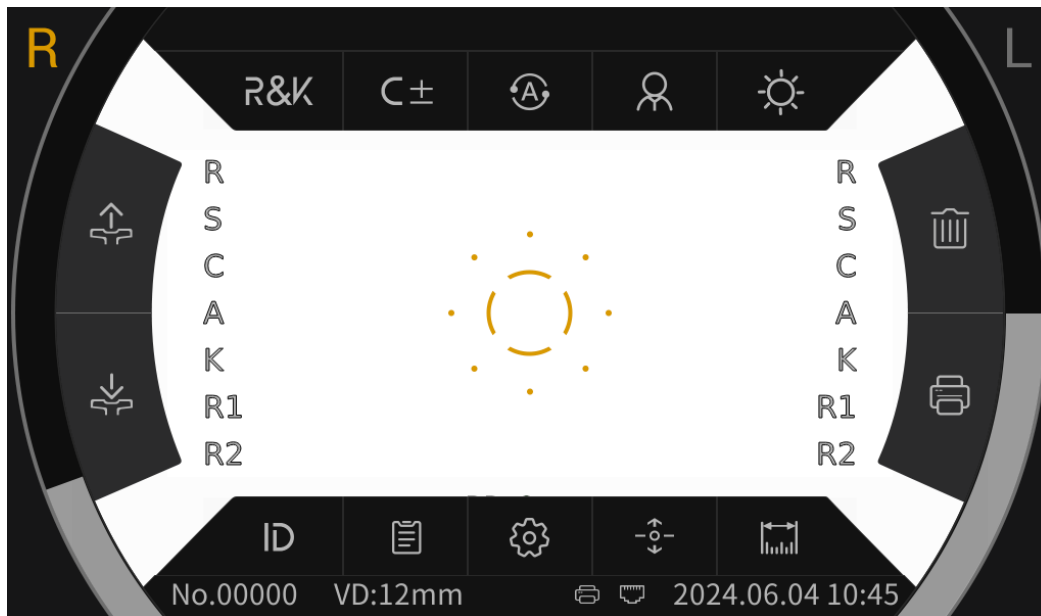 R L
R&K C± A
R R
S S
C C
A A
K K
R1 R1
R2 R2
ID
No.00000 VD:12mm 2024.06.04 10:45